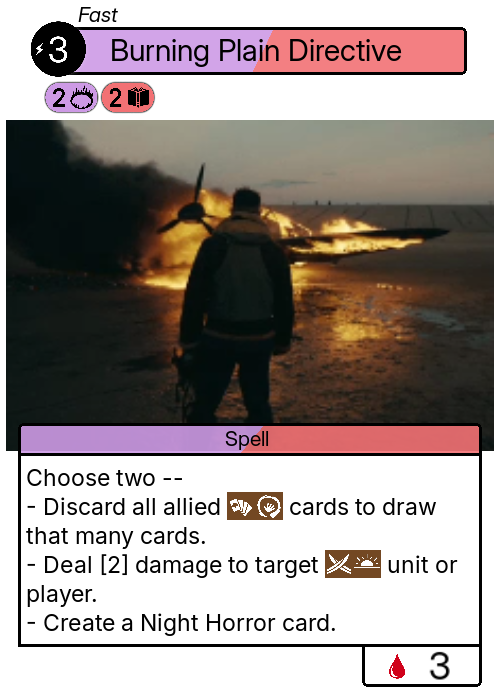 Fast
3 Burning Plain Directive
2 2
Spell
Choose two --
- Discard all allied cards to draw
that many cards.
- Deal [2] damage to target unit or
player.
- Create a Night Horror card.
3